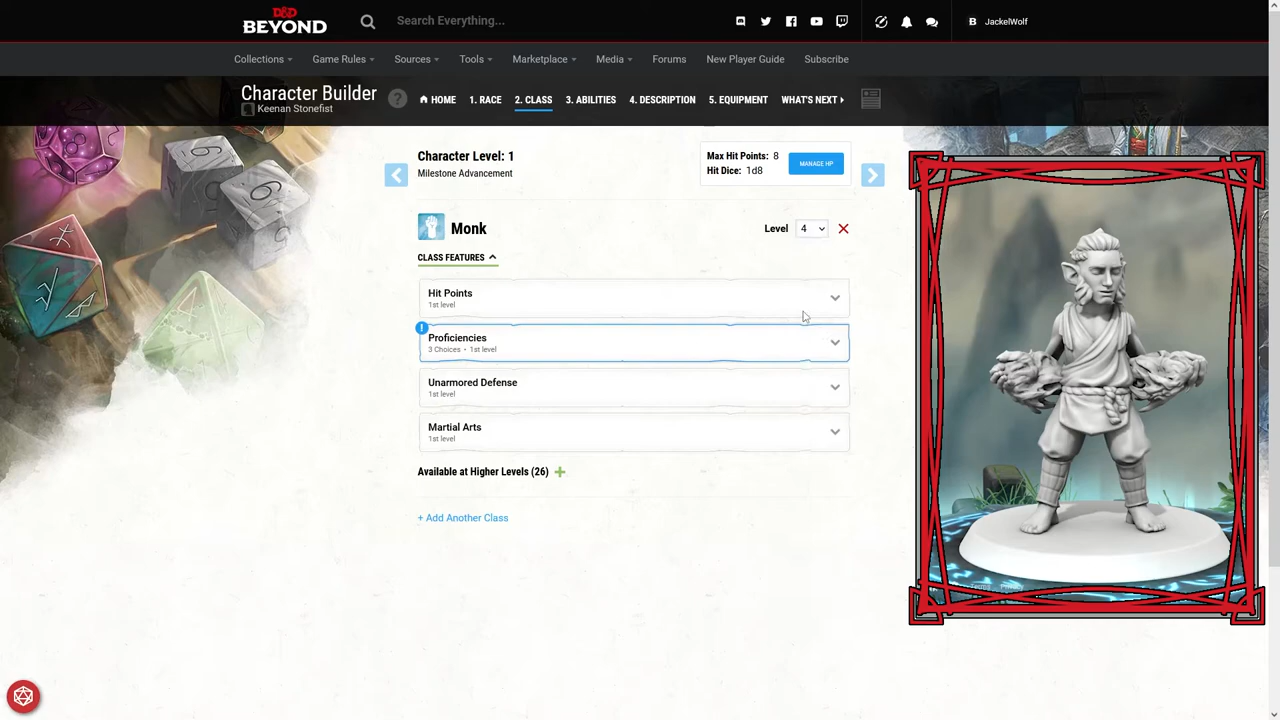 D&D
BEYOND
Search Everything...
JackelWolf
Collections
Game Rules
Sources
Tools
Marketplace
Media
Forums
New Player Guide
Subscribe
Character Builder
Keenan Stonefist
?
HOME
1. RACE
2. CLASS
3. ABILITIES
4. DESCRIPTION
5. EQUIPMENT
WHAT'S NEXT
Character Level: 1
Milestone Advancement
Max Hit Points: 8
Hit Dice: 1d8
MANAGE HP
Monk
Level 4
CLASS FEATURES
Hit Points
1st level
!
Proficiencies
3 Choices • 1st level
Unarmored Defense
1st level
Martial Arts
1st level
Available at Higher Levels (26)
+ Add Another Class
Terms
Privacy